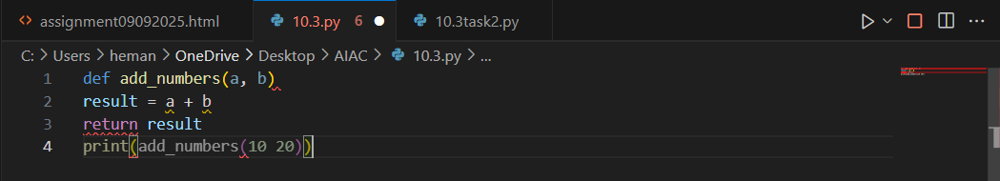 assignment09092025.html 10.3.py 6 10.3task2.py
C: > Users > heman > OneDrive > Desktop > AIAC > 10.3.py > ...
1 def add_numbers(a, b)
2 result = a + b
3 return result
4 print(add_numbers(10 20))